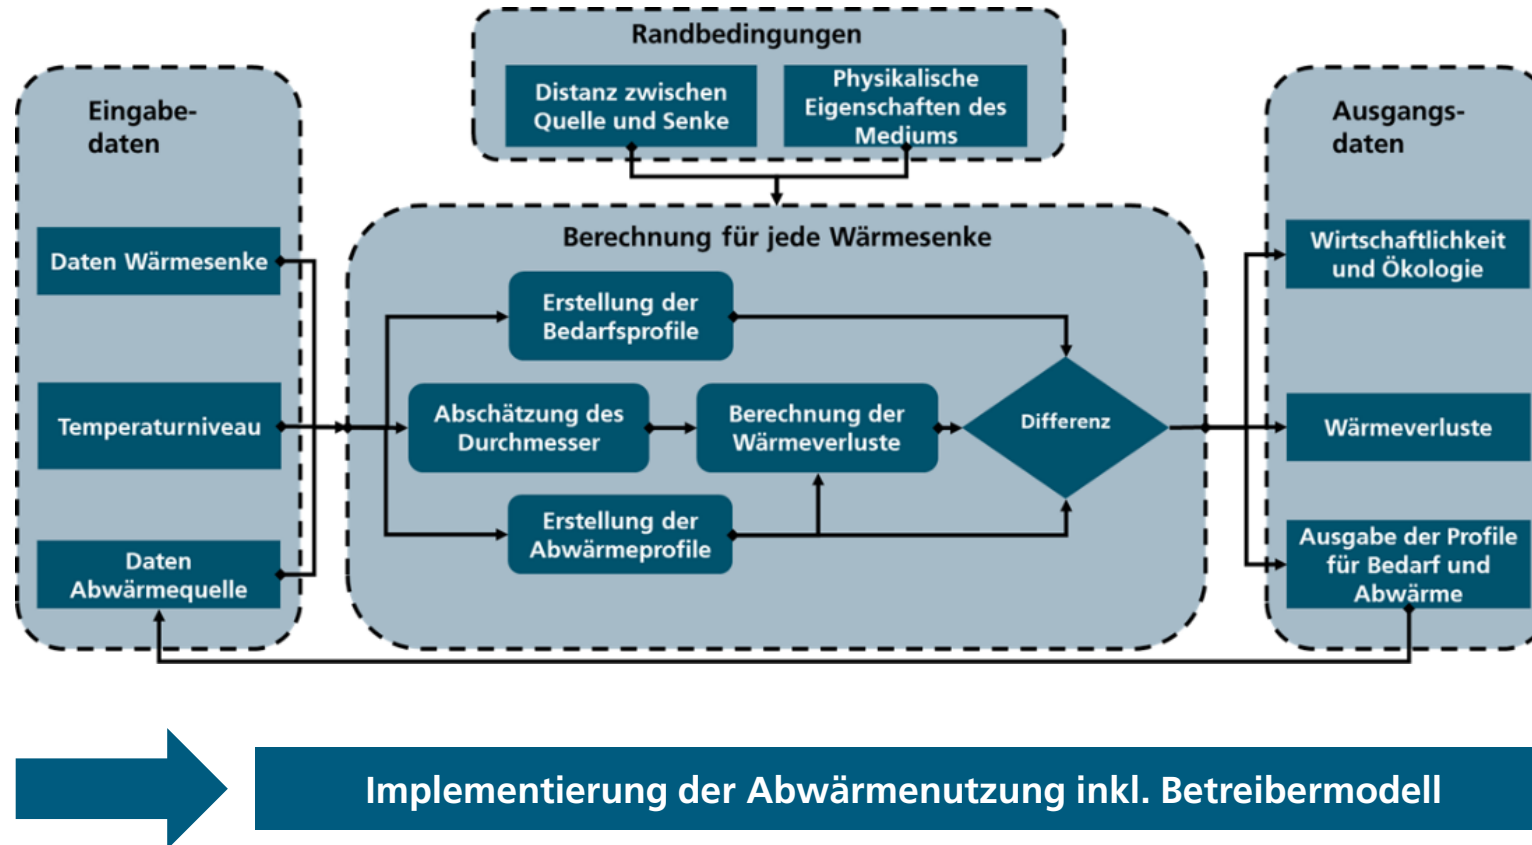 Randbedingungen
Distanz zwischen
Quelle und Senke
Physikalische
Eigenschaften des
Mediums
Eingabe-
daten
Daten Wärmesenke
Temperaturniveau
Daten
Abwärmequelle
Berechnung für jede Wärmesenke
Erstellung der
Bedarfsprofile
Abschätzung des
Durchmesser
Berechnung der
Wärmeverluste
Erstellung der
Abwärmeprofile
Differenz
Ausgangs-
daten
Wirtschaftlichkeit
und Ökologie
Wärmeverluste
Ausgabe der Profile
für Bedarf und
Abwärme
Implementierung der Abwärmenutzung inkl. Betreibermodell